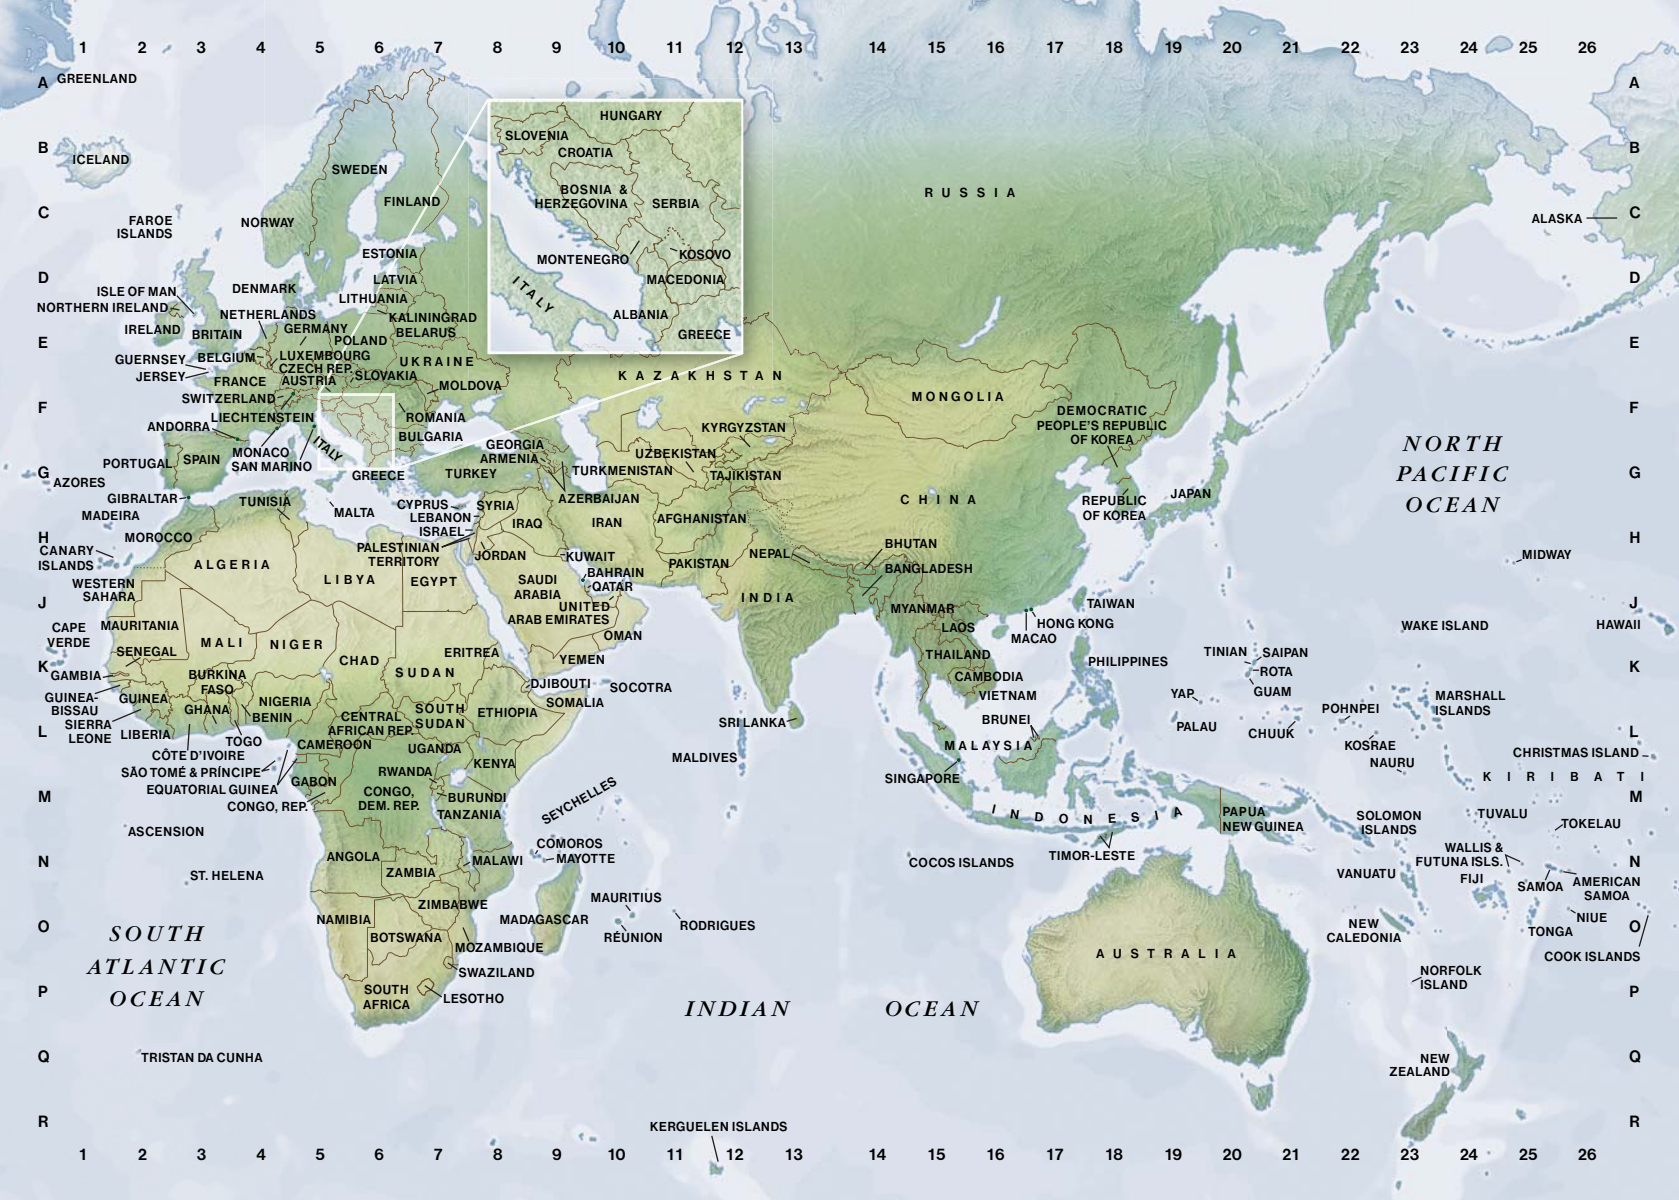 1 2 3 4 5 6 7 8 9 10 11 12 13 14 15 16 17 18 19 20 21 22 23 24 25 26
A GREENLAND A
HUNGARY
SLOVENIA
B B
CROATIA
ICELAND
SWEDEN
BOSNIA &
HERZEGOVINA
SERBIA
RUSSIA
FINLAND
C C
FAROE
ISLANDS
NORWAY
ALASKA
ESTONIA
MONTENEGRO
KOSOVO
D D
LATVIA
MACEDONIA
ISLE OF MAN
DENMARK
LITHUANIA
ITALY
NORTHERN IRELAND
NETHERLANDS
KALININGRAD
ALBANIA
IRELAND
BRITAIN
GERMANY
BELARUS
GREECE
E E
POLAND
GUERNSEY
BELGIUM
LUXEMBOURG
UKRAINE
CZECH REP.
JERSEY
FRANCE
AUSTRIA
SLOVAKIA
KAZAKHSTAN
MOLDOVA
SWITZERLAND
MONGOLIA
F F
LIECHTENSTEIN
ROMANIA
DEMOCRATIC
PEOPLE'S REPUBLIC
OF KOREA
ANDORRA
BULGARIA
KYRGYZSTAN
NORTH
PACIFIC
OCEAN
MONACO
ITALY
GEORGIA
UZBEKISTAN
PORTUGAL
SPAIN
SAN MARINO
ARMENIA
G G
AZORES
GREECE
TURKEY
TURKMENISTAN
TAJIKISTAN
GIBRALTAR
TUNISIA
AZERBAIJAN
CHINA
JAPAN
MADEIRA
MALTA
CYPRUS
SYRIA
REPUBLIC
OF KOREA
LEBANON
IRAQ
IRAN
AFGHANISTAN
ISRAEL
H H
MOROCCO
CANARY
ISLANDS
PALESTINIAN
TERRITORY
JORDAN
KUWAIT
NEPAL
BHUTAN
MIDWAY
ALGERIA
LIBYA
EGYPT
PAKISTAN
BANGLADESH
WESTERN
SAHARA
SAUDI
ARABIA
BAHRAIN
QATAR
INDIA
J J
UNITED
ARAB EMIRATES
MYANMAR
TAIWAN
HONG KONG
CAPE
VERDE
MAURITANIA
MALI
NIGER
OMAN
LAOS
MACAO
WAKE ISLAND
HAWAII
SENEGAL
CHAD
SUDAN
ERITREA
YEMEN
THAILAND
PHILIPPINES
TINIAN
SAIPAN
K K
GAMBIA
BURKINA
FASO
DJIBOUTI
SOCOTRA
CAMBODIA
ROTA
GUINEA-
BISSAU
GUINEA
NIGERIA
SOMALIA
VIETNAM
YAP
GUAM
MARSHALL
ISLANDS
GHANA
BENIN
SOUTH
SUDAN
ETHIOPIA
POHNPEI
SIERRA
LEONE
LIBERIA
TOGO
CENTRAL
AFRICAN REP.
SRI LANKA
BRUNEI
PALAU
CHUUK
L L
CÔTE D'IVOIRE
CAMEROON
UGANDA
MALAYSIA
KOSRAE
CHRISTMAS ISLAND
SÃO TOMÉ & PRÍNCIPE
KENYA
MALDIVES
NAURU
EQUATORIAL GUINEA
GABON
RWANDA
SINGAPORE
KIRIBATI
CONGO, REP.
CONGO,
DEM. REP.
BURUNDI
SEYCHELLES
M M
TANZANIA
INDONESIA
PAPUA
NEW GUINEA
SOLOMON
ISLANDS
TUVALU
TOKELAU
ASCENSION
COMOROS
MAYOTTE
TIMOR-LESTE
WALLIS &
FUTUNA ISLS.
ANGOLA
MALAWI
COCOS ISLANDS
N N
ST. HELENA
ZAMBIA
VANUATU
FIJI
SAMOA
AMERICAN
SAMOA
ZIMBABWE
MAURITIUS
NAMIBIA
MADAGASCAR
RODRIGUES
NIUE
O O
SOUTH
ATLANTIC
OCEAN
BOTSWANA
MOZAMBIQUE
RÉUNION
NEW
CALEDONIA
TONGA
AUSTRALIA
COOK ISLANDS
SWAZILAND
NORFOLK
ISLAND
P P
SOUTH
AFRICA
LESOTHO
INDIAN OCEAN
Q Q
TRISTAN DA CUNHA
NEW
ZEALAND
R R
KERGUELEN ISLANDS
1 2 3 4 5 6 7 8 9 10 11 12 13 14 15 16 17 18 19 20 21 22 23 24 25 26